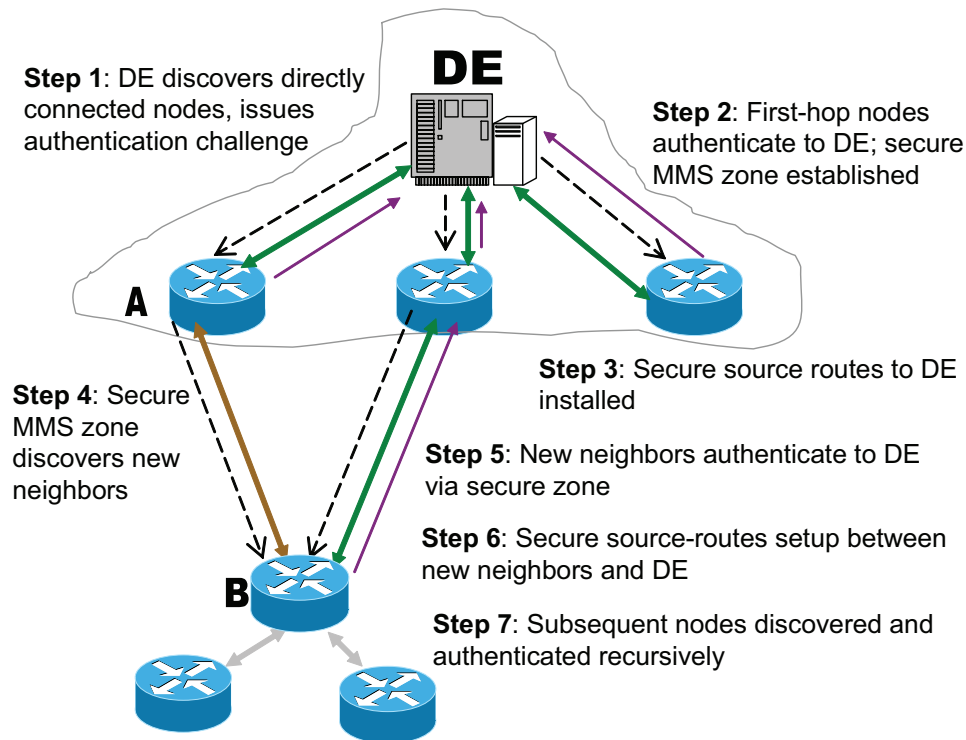 DE
Step 1: DE discovers directly
connected nodes, issues
authentication challenge
Step 2: First-hop nodes
authenticate to DE; secure
MMS zone established
A
Step 3: Secure source routes to DE
installed
Step 4: Secure
MMS zone
discovers new
neighbors
Step 5: New neighbors authenticate to DE
via secure zone
Step 6: Secure source-routes setup between
new neighbors and DE
B
Step 7: Subsequent nodes discovered and
authenticated recursively